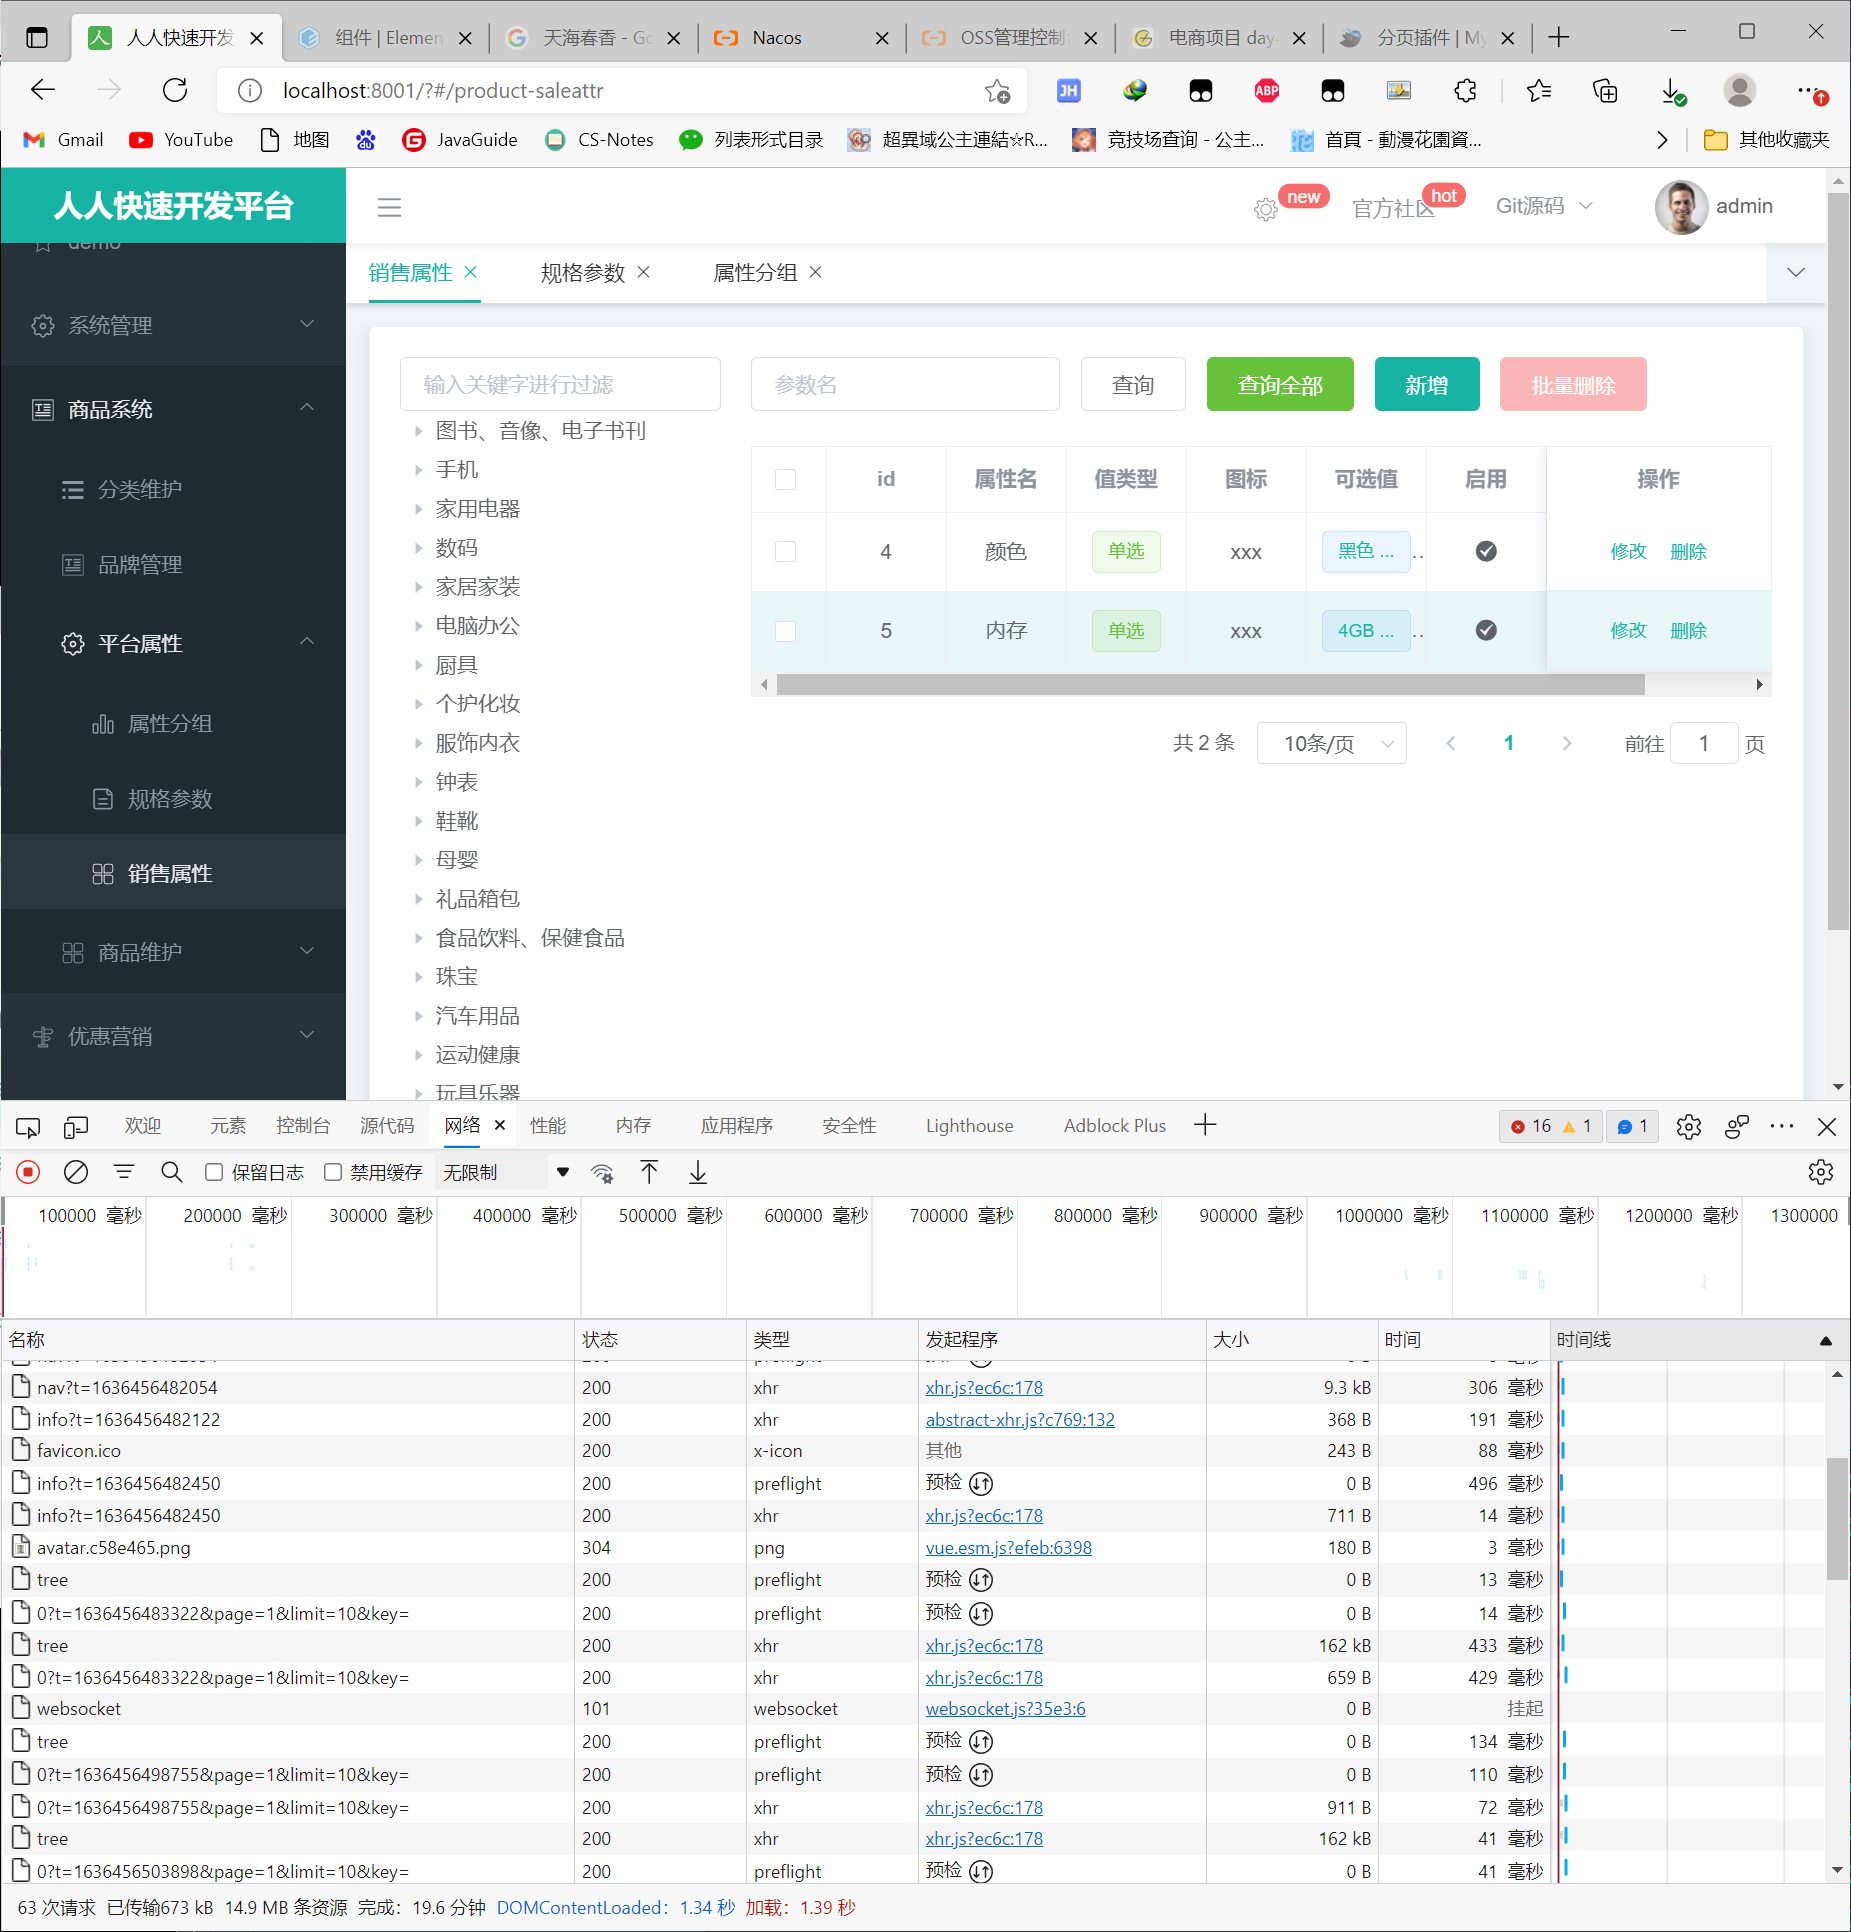 人人快速开发
组件 | Elemen
天海春香 - Go
Nacos
OSS管理控制
电商项目 day
分页插件 | My
localhost:8001/?#/product-saleattr
Gmail
YouTube
地图
JavaGuide
CS-Notes
列表形式目录
超異域公主連結☆R...
竞技场查询 - 公主...
首頁 - 動漫花園資...
其他收藏夹
人人快速开发平台
new
官方社区
hot
Git源码
admin
demo
系统管理
商品系统
分类维护
品牌管理
平台属性
属性分组
规格参数
销售属性
商品维护
优惠营销
销售属性
规格参数
属性分组
输入关键字进行过滤
图书、音像、电子书刊
手机
家用电器
数码
家居家装
电脑办公
厨具
个护化妆
服饰内衣
钟表
鞋靴
母婴
礼品箱包
食品饮料、保健食品
珠宝
汽车用品
运动健康
玩具乐器
参数名 查询 查询全部 新增 批量删除
id 属性名 值类型 图标 可选值 启用 操作
4 颜色 单选 xxx 黑色 ... .. 修改 删除
5 内存 单选 xxx 4GB ... .. 修改 删除
共 2 条 10条/页 1 前往 1 页
欢迎 元素 控制台 源代码 网络 性能 内存 应用程序 安全性 Lighthouse Adblock Plus 16 1 1
保留日志 禁用缓存 无限制
100000 毫秒 200000 毫秒 300000 毫秒 400000 毫秒 500000 毫秒 600000 毫秒 700000 毫秒 800000 毫秒 900000 毫秒 1000000 毫秒 1100000 毫秒 1200000 毫秒 1300000
名称 状态 类型 发起程序 大小 时间 时间线
nav?t=1636456482054 200 xhr xhr.js?ec6c:178 9.3 kB 306 毫秒
info?t=1636456482122 200 xhr abstract-xhr.js?c769:132 368 B 191 毫秒
favicon.ico 200 x-icon 其他 243 B 88 毫秒
info?t=1636456482450 200 preflight 预检 0 B 496 毫秒
info?t=1636456482450 200 xhr xhr.js?ec6c:178 711 B 14 毫秒
avatar.c58e465.png 304 png vue.esm.js?efeb:6398 180 B 3 毫秒
tree 200 preflight 预检 0 B 13 毫秒
0?t=1636456483322&page=1&limit=10&key= 200 preflight 预检 0 B 14 毫秒
tree 200 xhr xhr.js?ec6c:178 162 kB 433 毫秒
0?t=1636456483322&page=1&limit=10&key= 200 xhr xhr.js?ec6c:178 659 B 429 毫秒
websocket 101 websocket websocket.js?35e3:6 0 B 挂起
tree 200 preflight 预检 0 B 134 毫秒
0?t=1636456498755&page=1&limit=10&key= 200 preflight 预检 0 B 110 毫秒
0?t=1636456498755&page=1&limit=10&key= 200 xhr xhr.js?ec6c:178 911 B 72 毫秒
tree 200 xhr xhr.js?ec6c:178 162 kB 41 毫秒
0?t=1636456503898&page=1&limit=10&key= 200 preflight 预检 0 B 41 毫秒
63 次请求 已传输673 kB 14.9 MB 条资源 完成：19.6 分钟 DOMContentLoaded：1.34 秒 加载：1.39 秒